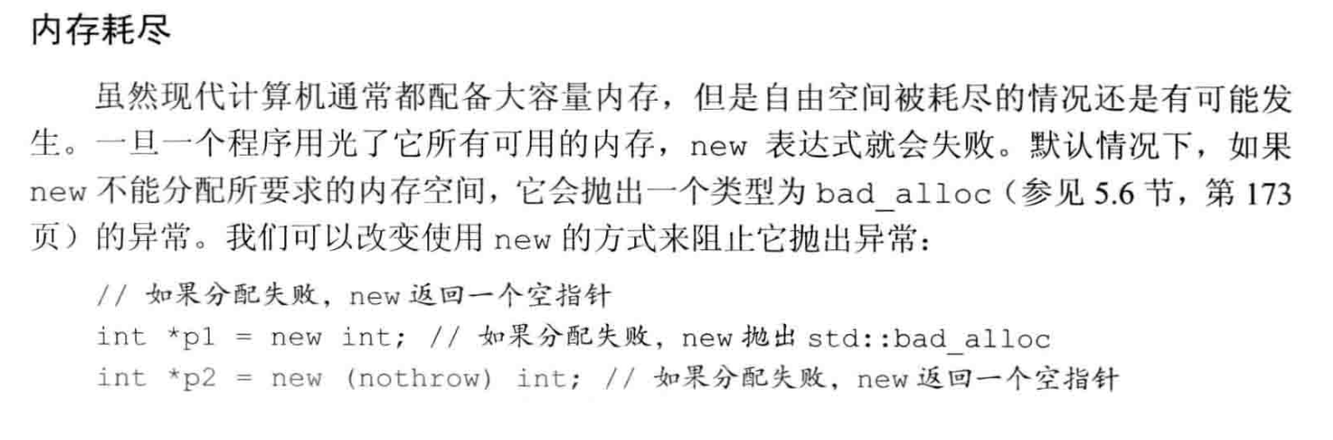 内存耗尽
虽然现代计算机通常都配备大容量内存，但是自由空间被耗尽的情况还是有可能发
生。一旦一个程序用光了它所有可用的内存，new 表达式就会失败。默认情况下，如果
new 不能分配所要求的内存空间，它会抛出一个类型为 bad_alloc（参见 5.6 节，第 173
页）的异常。我们可以改变使用 new 的方式来阻止它抛出异常：
// 如果分配失败，new 返回一个空指针
int *p1 = new int; // 如果分配失败，new 抛出 std::bad_alloc
int *p2 = new (nothrow) int; // 如果分配失败，new 返回一个空指针